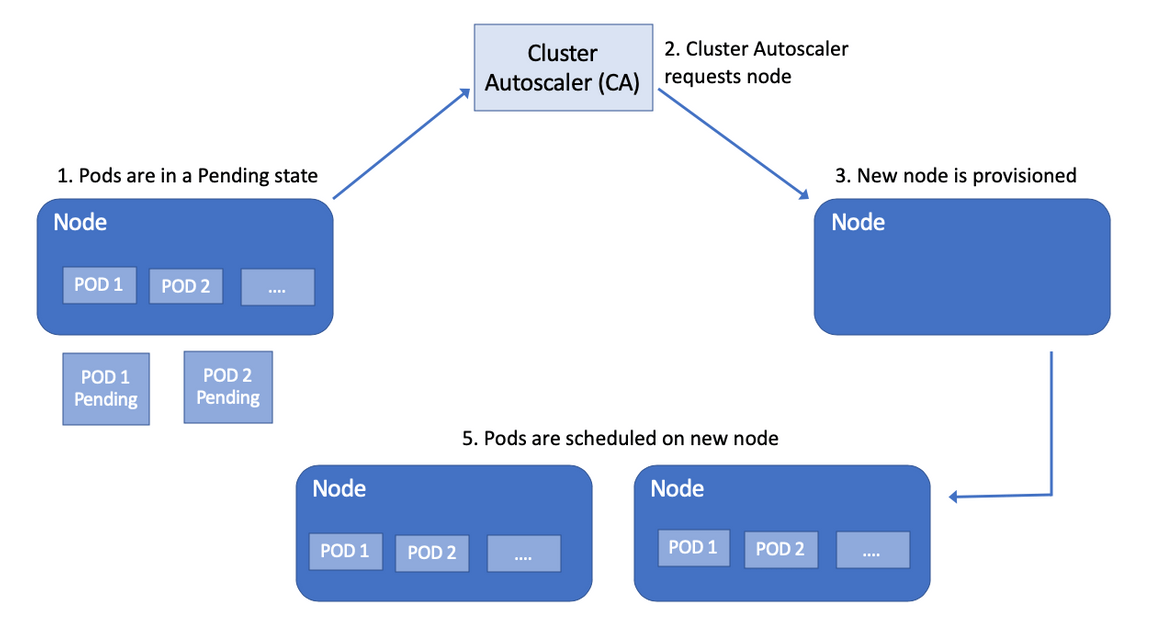 Cluster
Autoscaler (CA)
2. Cluster Autoscaler
requests node
1. Pods are in a Pending state
Node
POD 1
POD 2
....
POD 1
Pending
POD 2
Pending
3. New node is provisioned
Node
5. Pods are scheduled on new node
Node
POD 1
POD 2
....
Node
POD 1
POD 2
....